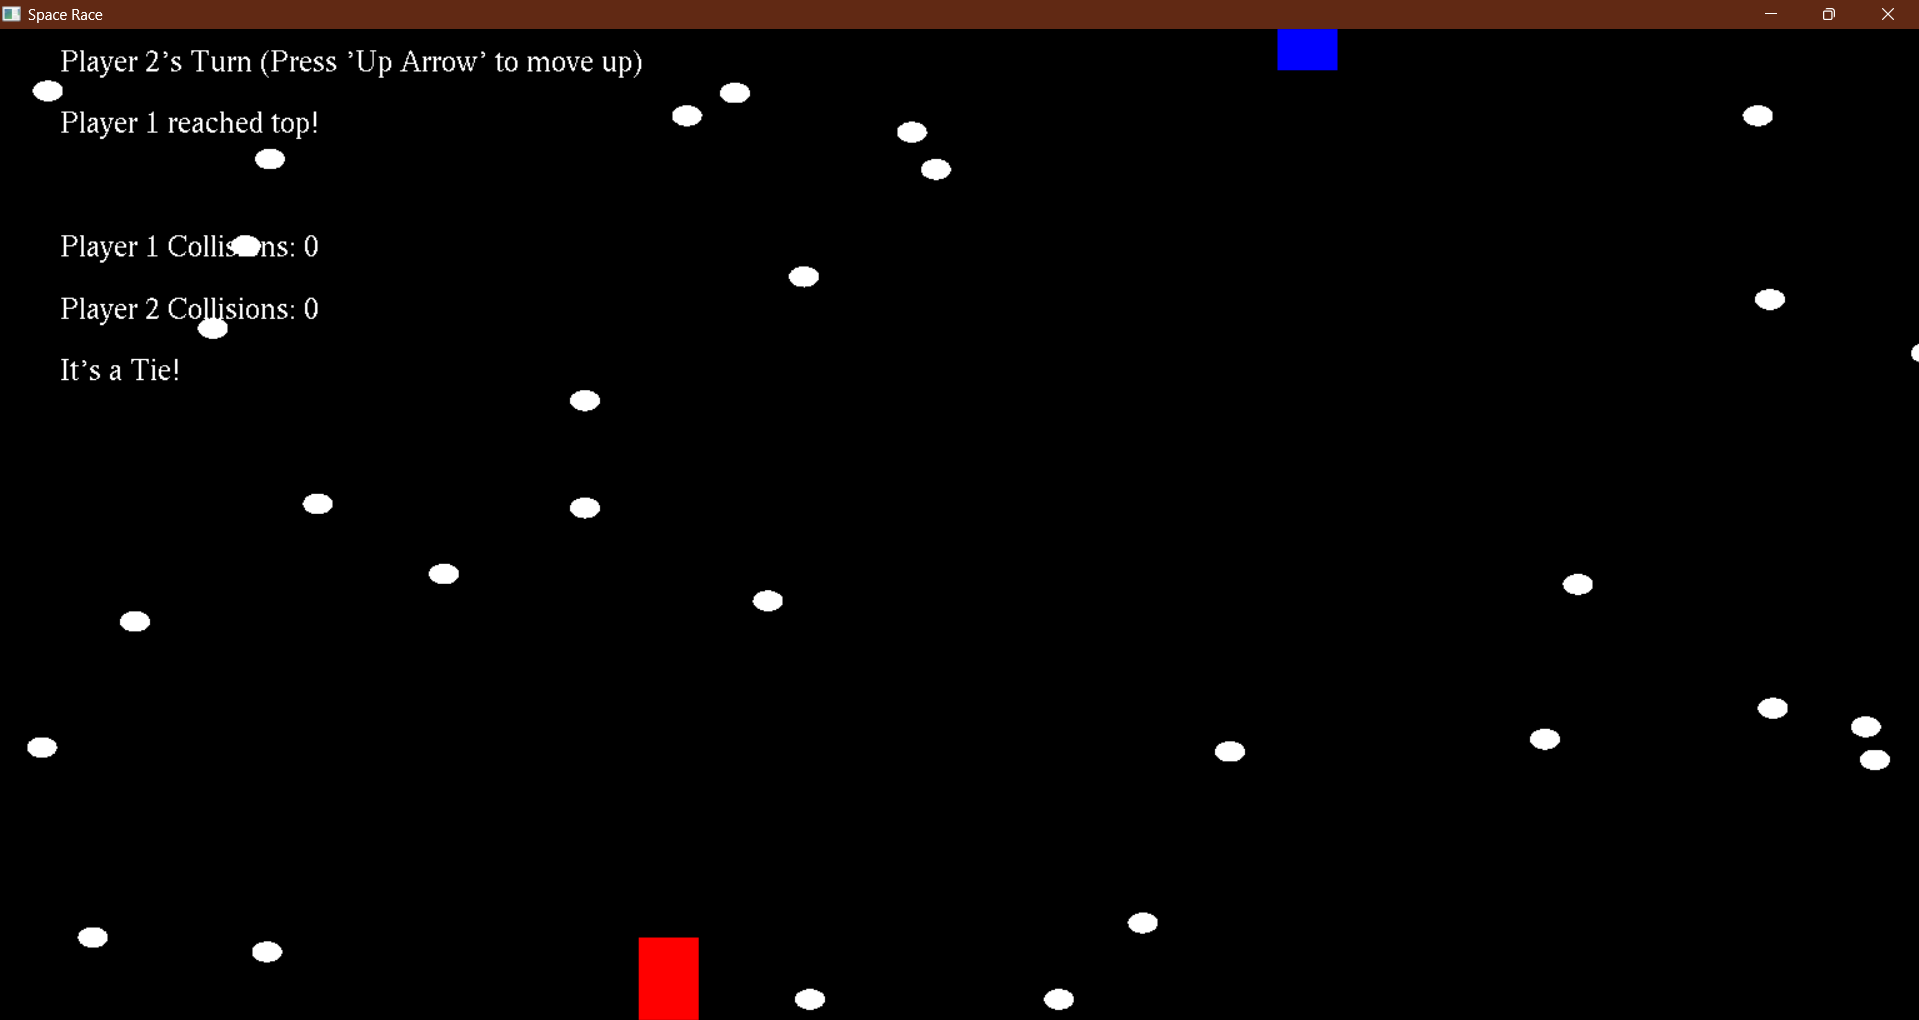 Space Race
Player 2’s Turn (Press ’Up Arrow’ to move up)
Player 1 reached top!
Player 1 Collisions: 0
Player 2 Collisions: 0
It’s a Tie!